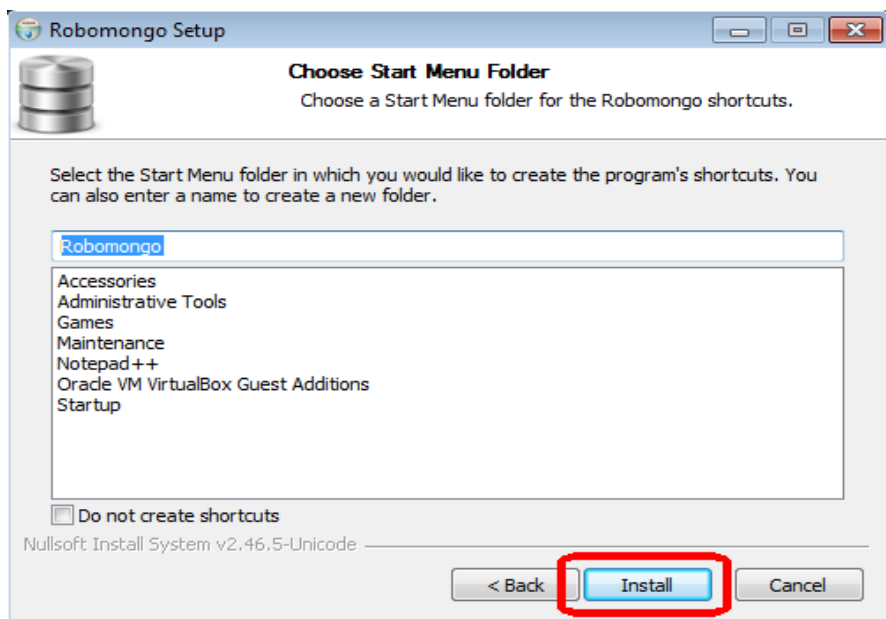 Robomongo Setup
Choose Start Menu Folder
Choose a Start Menu folder for the Robomongo shortcuts.
Select the Start Menu folder in which you would like to create the program's shortcuts. You
can also enter a name to create a new folder.
Robomongo
Accessories
Administrative Tools
Games
Maintenance
Notepad++
Oracle VM VirtualBox Guest Additions
Startup
Do not create shortcuts
Nullsoft Install System v2.46.5-Unicode
< Back Install Cancel